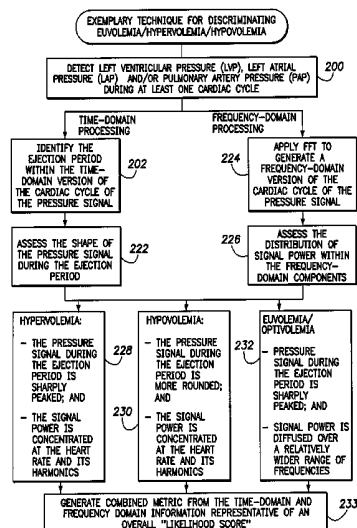 EXEMPLARY TECHNIQUE FOR DISCRIMINATING
EUVOLEMIA/HYPERVOLEMIA/HYPOVOLEMIA
DETECT LEFT VENTRICULAR PRESSURE (LVP), LEFT ATRIAL
PRESSURE (LAP) AND/OR PULMONARY ARTERY PRESSURE (PAP)
DURING AT LEAST ONE CARDIAC CYCLE
200
TIME-DOMAIN
PROCESSING
FREQUENCY-DOMAIN
PROCESSING
IDENTIFY THE
EJECTION PERIOD
WITHIN THE TIME-
DOMAIN VERSION OF
THE CARDIAC CYCLE OF
THE PRESSURE SIGNAL
202
224
APPLY FFT TO
GENERATE A
FREQUENCY-DOMAIN
VERSION OF THE
CARDIAC CYCLE OF THE
PRESSURE SIGNAL
ASSESS THE SHAPE OF
THE PRESSURE SIGNAL
DURING THE EJECTION
PERIOD
222
226
ASSESS THE
DISTRIBUTION OF
SIGNAL POWER WITHIN
THE FREQUENCY-
DOMAIN COMPONENTS
HYPERVOLEMIA:
- THE PRESSURE
SIGNAL DURING
THE EJECTION
PERIOD IS
SHARPLY
PEAKED; AND
- THE SIGNAL
POWER IS
CONCENTRATED
AT THE HEART
RATE AND ITS
HARMONICS
228
HYPOVOLEMIA:
- THE PRESSURE
SIGNAL DURING
THE EJECTION
PERIOD IS
MORE ROUNDED;
AND
- THE SIGNAL
POWER IS
CONCENTRATED
AT THE HEART
RATE AND ITS
HARMONICS
230
EUVOLEMIA/
OPTIVOLEMIA
- PRESSURE
SIGNAL DURING
THE EJECTION
PERIOD IS
SHARPLY
PEAKED; AND
- SIGNAL POWER IS
DIFFUSED OVER
A RELATIVELY
WIDER RANGE OF
FREQUENCIES
232
GENERATE COMBINED METRIC FROM THE TIME-DOMAIN AND
FREQUENCY DOMAIN INFORMATION REPRESENTATIVE OF AN
OVERALL "LIKELIHOOD SCORE"
233